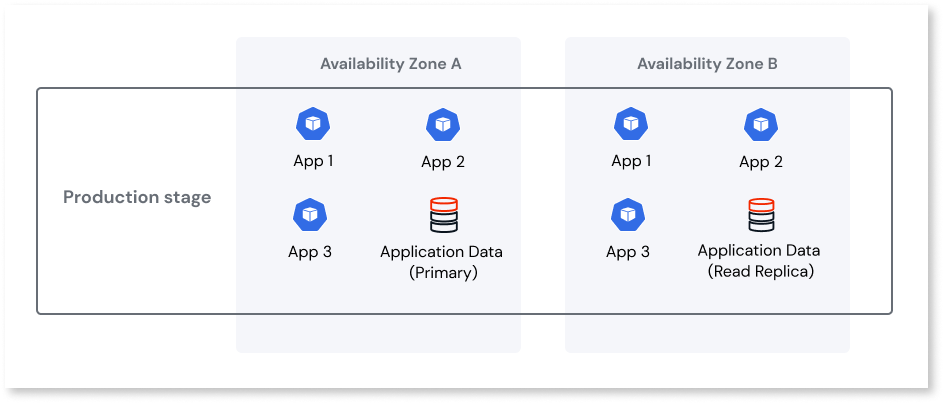 Availability Zone A
Availability Zone B
Production stage
App 1
App 2
App 3
Application Data
(Primary)
App 1
App 2
App 3
Application Data
(Read Replica)